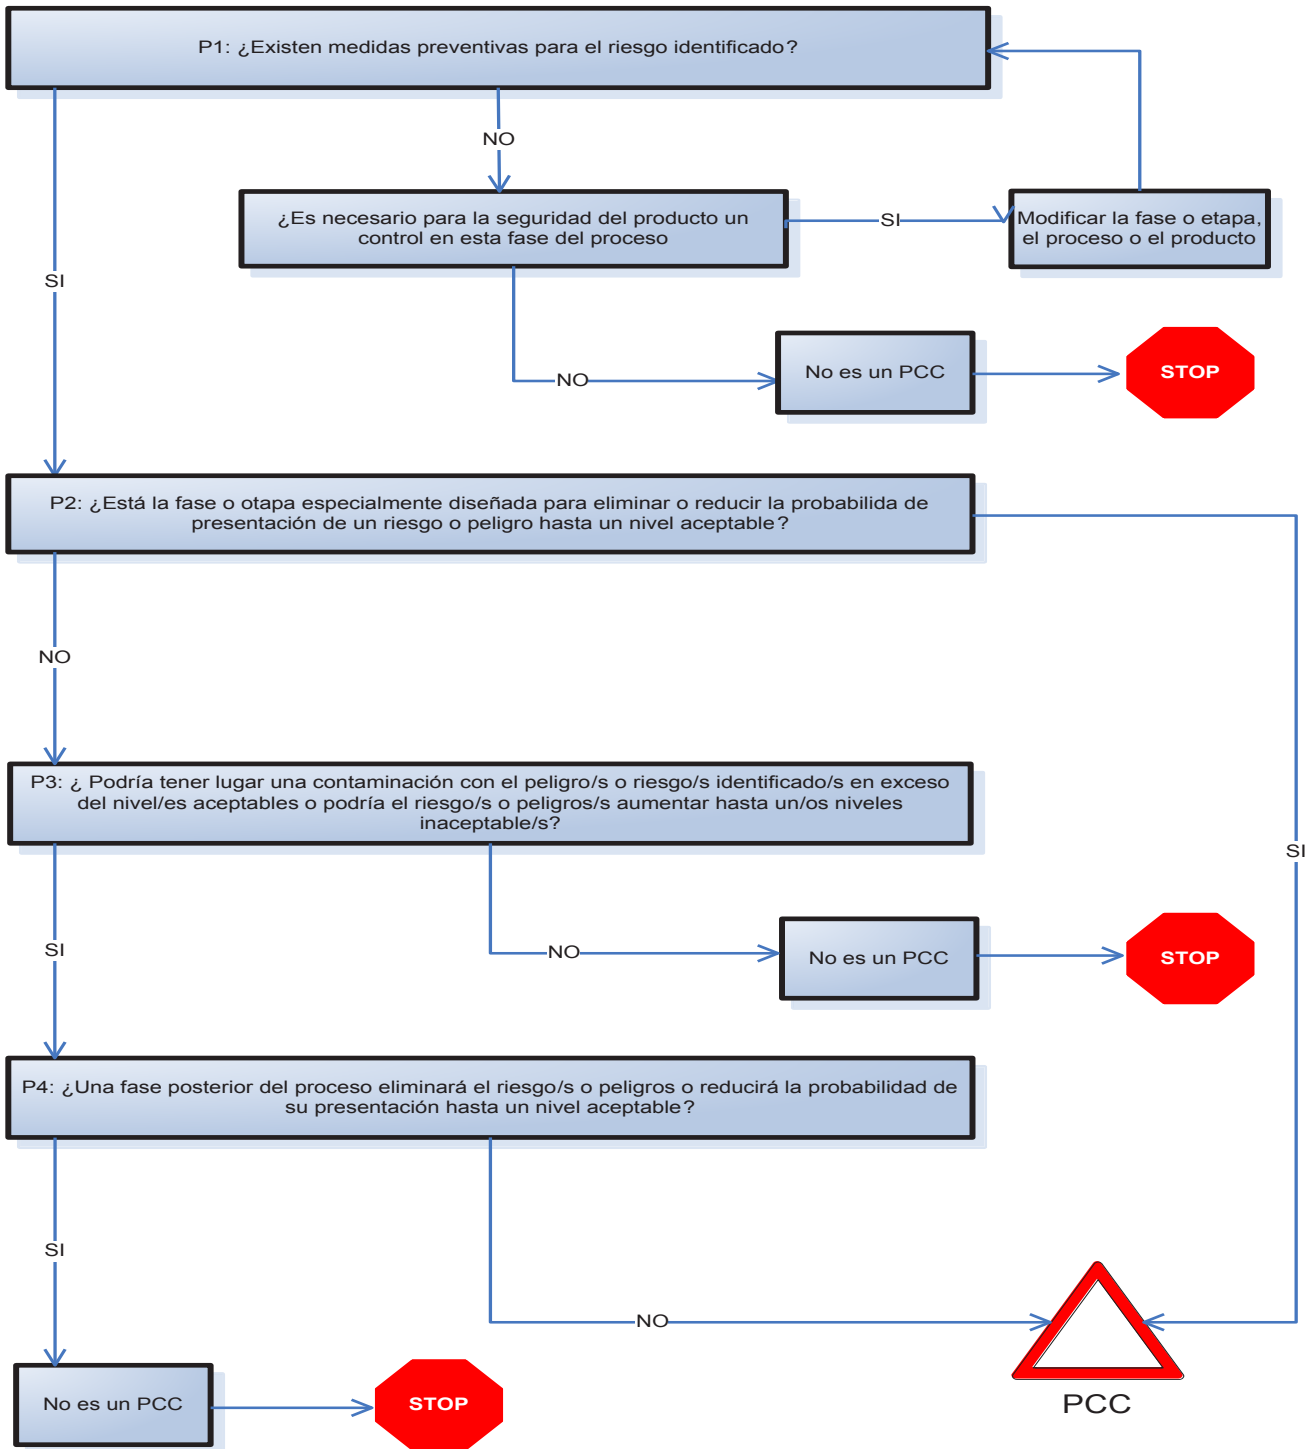 P1: ¿Existen medidas preventivas para el riesgo identificado?
NO
¿Es necesario para la seguridad del producto un
control en esta fase del proceso
SI
Modificar la fase o etapa,
el proceso o el producto
SI
NO
No es un PCC
STOP
P2: ¿Está la fase o otapa especialmente diseñada para eliminar o reducir la probabilida de
presentación de un riesgo o peligro hasta un nivel aceptable?
NO
P3: ¿ Podría tener lugar una contaminación con el peligro/s o riesgo/s identificado/s en exceso
del nivel/es aceptables o podría el riesgo/s o peligros/s aumentar hasta un/os niveles
inaceptable/s?
SI
SI
NO
No es un PCC
STOP
P4: ¿Una fase posterior del proceso eliminará el riesgo/s o peligros o reducirá la probabilidad de
su presentación hasta un nivel aceptable?
SI
NO
No es un PCC
STOP
PCC